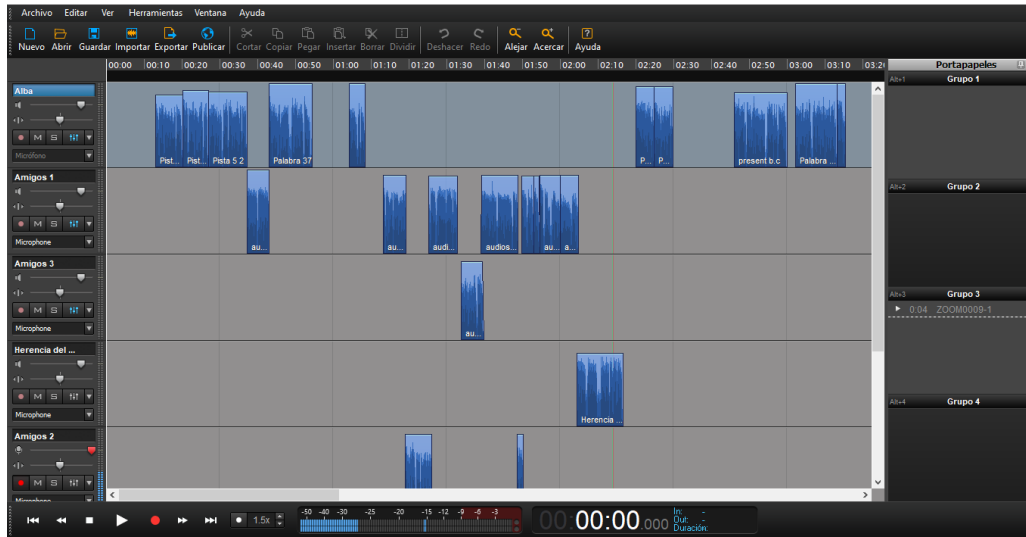 Archivo Editar Ver Herramientas Ventana Ayuda
Nuevo Abrir Guardar Importar Exportar Publicar Cortar Copiar Pegar Insertar Borrar Dividir Deshacer Redo Alejar Acercar Ayuda
00:00 00:10 00:20 00:30 00:40 00:50 01:00 01:10 01:20 01:30 01:40 01:50 02:00 02:10 02:20 02:30 02:40 02:50 03:00 03:10 03:20
Portapapeles
Alt+1 Grupo 1
Alba
M S
Micrófono
Pist... Pist... Pista 5 2 Palabra 37 P... P... present b.c Palabra ...
Amigos 1
Alt+2 Grupo 2
M S
Microphone
au... au... audi... audios... au... a...
Amigos 3
Alt+3 Grupo 3
0:04 ZOOM0009-1
M S
Microphone
au...
Herencia del ...
M S
Alt+4 Grupo 4
Microphone
Herencia ...
Amigos 2
M S
Microphone
1.5x
-50 -40 -30 -25 -20 -15 -12 -9 -6 -3
00:00:00.000
In: -
Out: -
Duración: